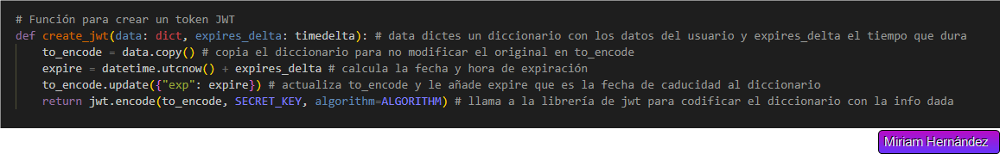 # Función para crear un token JWT
def create_jwt(data: dict, expires_delta: timedelta): # data dictes un diccionario con los datos del usuario y expires_delta el tiempo que dura
    to_encode = data.copy() # copia el diccionario para no modificar el original en to_encode
    expire = datetime.utcnow() + expires_delta # calcula la fecha y hora de expiración
    to_encode.update({"exp": expire}) # actualiza to_encode y le añade expire que es la fecha de caducidad al diccionario
    return jwt.encode(to_encode, SECRET_KEY, algorithm=ALGORITHM) # llama a la librería de jwt para codificar el diccionario con la info dada
Miriam Hernández